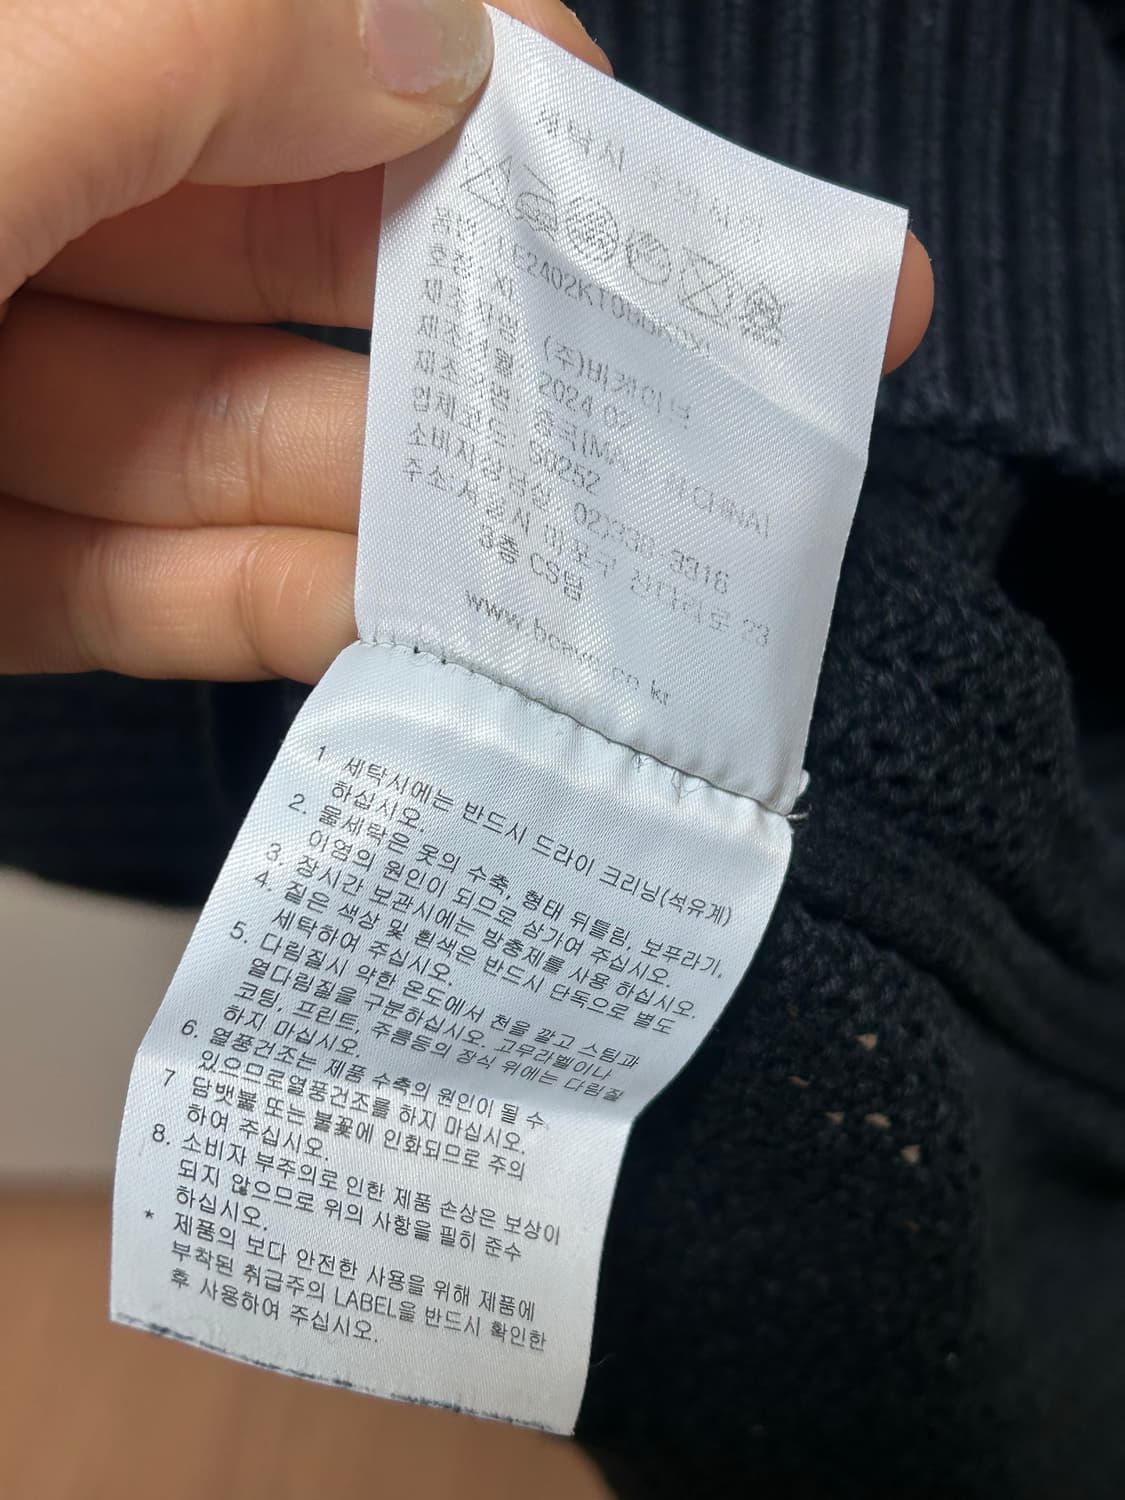 세탁시 주의사항
품번:
호칭:
제조자명: (주)비케이브
제조 2024 07
제조 중국(MA CHINA)
업체코드: S0252
소비자상담실 02)338-3316
주소: 마포구 잔다리로 23
3층 CS팀
1 세탁시에는 반드시 드라이 크리닝(석유계)
하십시오.
2. 물세탁은 옷의 수축, 형태 뒤틀림, 보푸라기,
이염의 원인이 되므로 삼가여 주십시오.
3. 장시간 보관시에는 방충제를 사용 하십시오.
4. 짙은 색상 및 흰색은 반드시 단독으로 별도
세탁하여 주십시오.
5. 다림질시 약한 온도에서 천을 깔고 스팀과
열다림질을 구분하십시오. 고무라벨이나
코팅, 프린트, 주름등의 장식 위에는 다림질
하지 마십시오.
6. 열풍건조는 제품 수축의 원인이 될 수
있으므로열풍건조를 하지 마십시오.
7 담뱃불 또는 불꽃에 인화되므로 주의
하여 주십시오.
8. 소비자 부주의로 인한 제품 손상은 보상이
되지 않으므로 위의 사항을 필히 준수
하십시오.
* 제품의 보다 안전한 사용을 위해 제품에
부착된 취급주의 LABEL을 반드시 확인한
후 사용하여 주십시오.